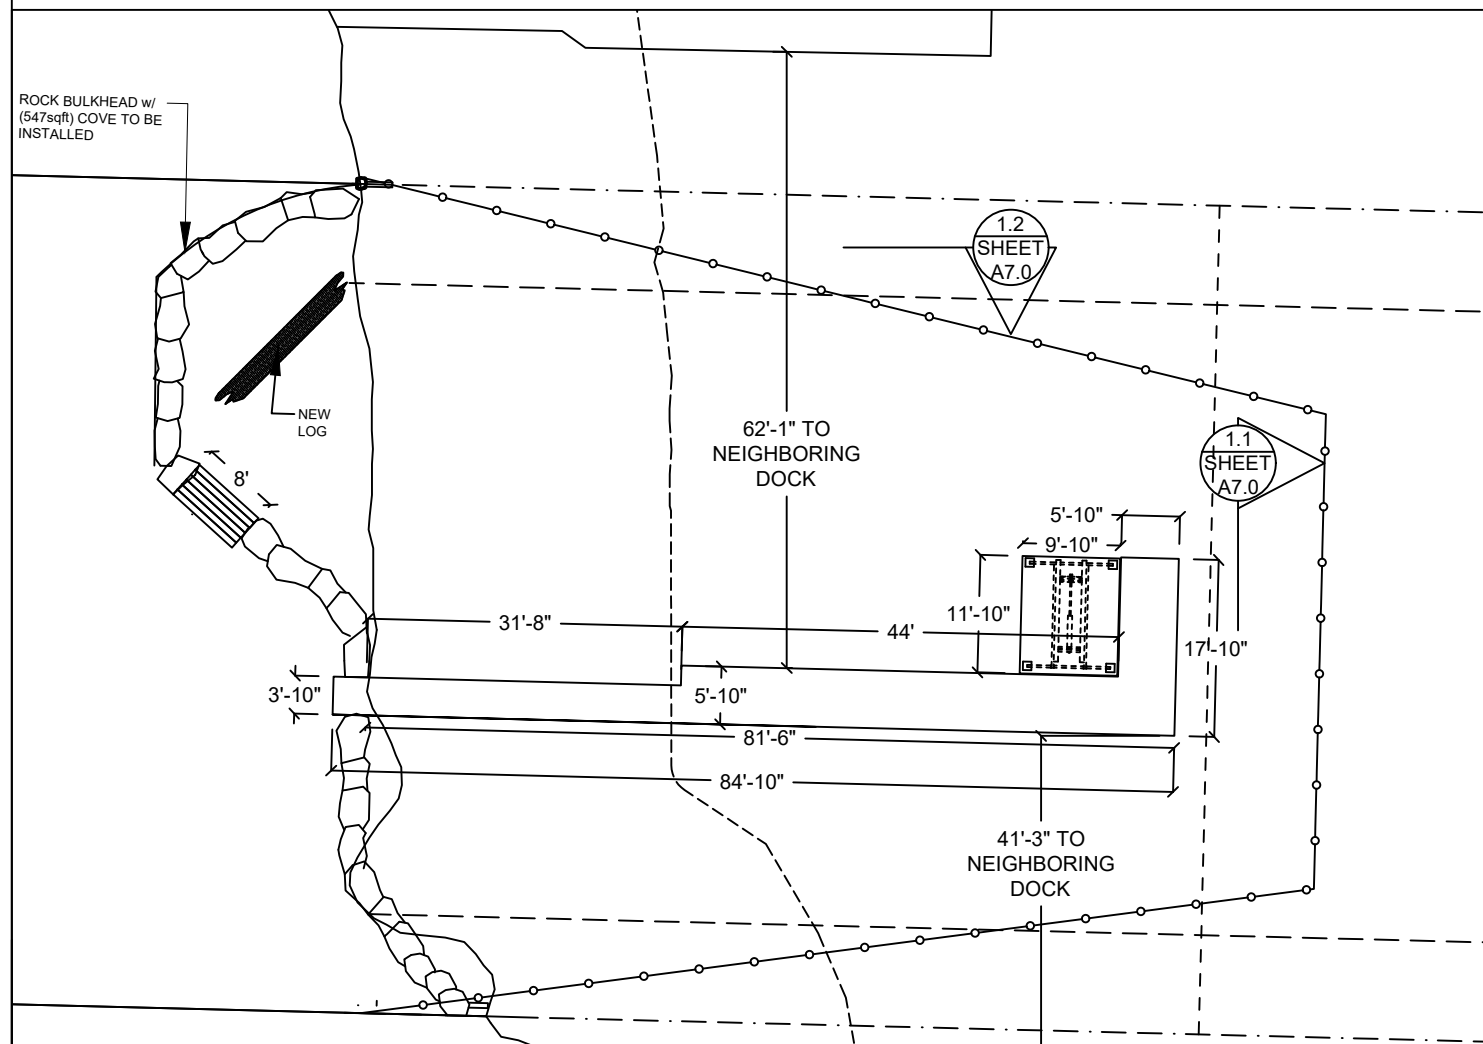 ROCK BULKHEAD w/
(547sqft) COVE TO BE
INSTALLED
1.2
SHEET
A7.0
NEW
LOG
62'-1" TO
NEIGHBORING
DOCK
1.1
SHEET
A7.0
8'
5'-10"
9'-10"
11'-10"
31'-8"
44'
17'-10"
3'-10"
5'-10"
81'-6"
84'-10"
41'-3" TO
NEIGHBORING
DOCK